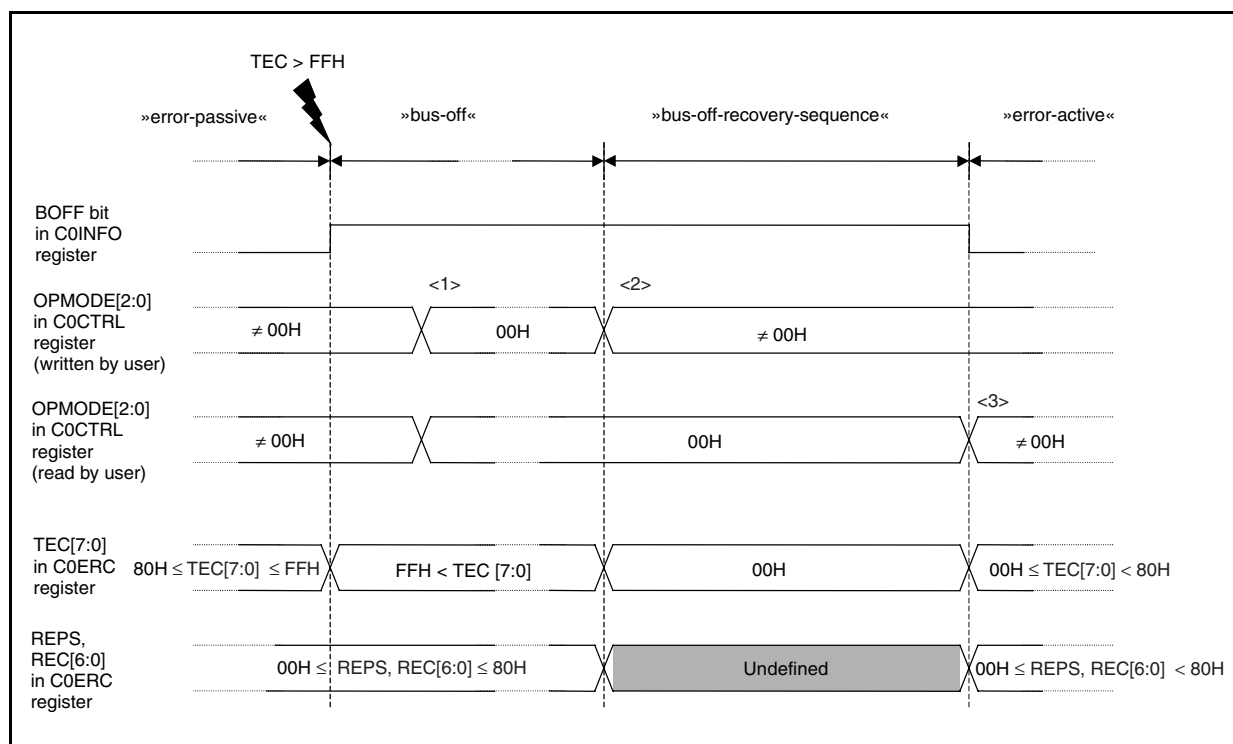 TEC > FFH
»error-passive«
»bus-off«
»bus-off-recovery-sequence«
»error-active«
BOFF bit
in C0INFO
register
<1>
<2>
OPMODE[2:0]
in C0CTRL
register
(written by user)
≠ 00H
00H
≠ 00H
<3>
OPMODE[2:0]
in C0CTRL
register
(read by user)
≠ 00H
00H
≠ 00H
TEC[7:0]
in C0ERC
register
80H ≤ TEC[7:0] ≤ FFH
FFH < TEC [7:0]
00H
00H ≤ TEC[7:0] < 80H
REPS,
REC[6:0]
in C0ERC
register
00H ≤ REPS, REC[6:0] ≤ 80H
Undefined
00H ≤ REPS, REC[6:0] < 80H